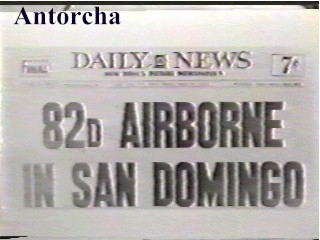 Antorcha
FINAL
DAILY NEWS
NEW YORK'S PICTURE NEWSPAPER
7¢
82D AIRBORNE
IN SAN DOMINGO